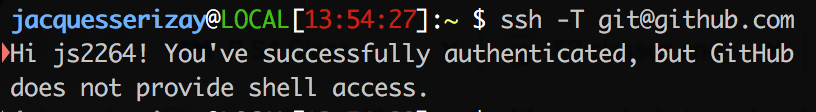 jacquesserizay@LOCAL[13:54:27]:~ $ ssh -T git@github.com
Hi js2264! You've successfully authenticated, but GitHub
does not provide shell access.